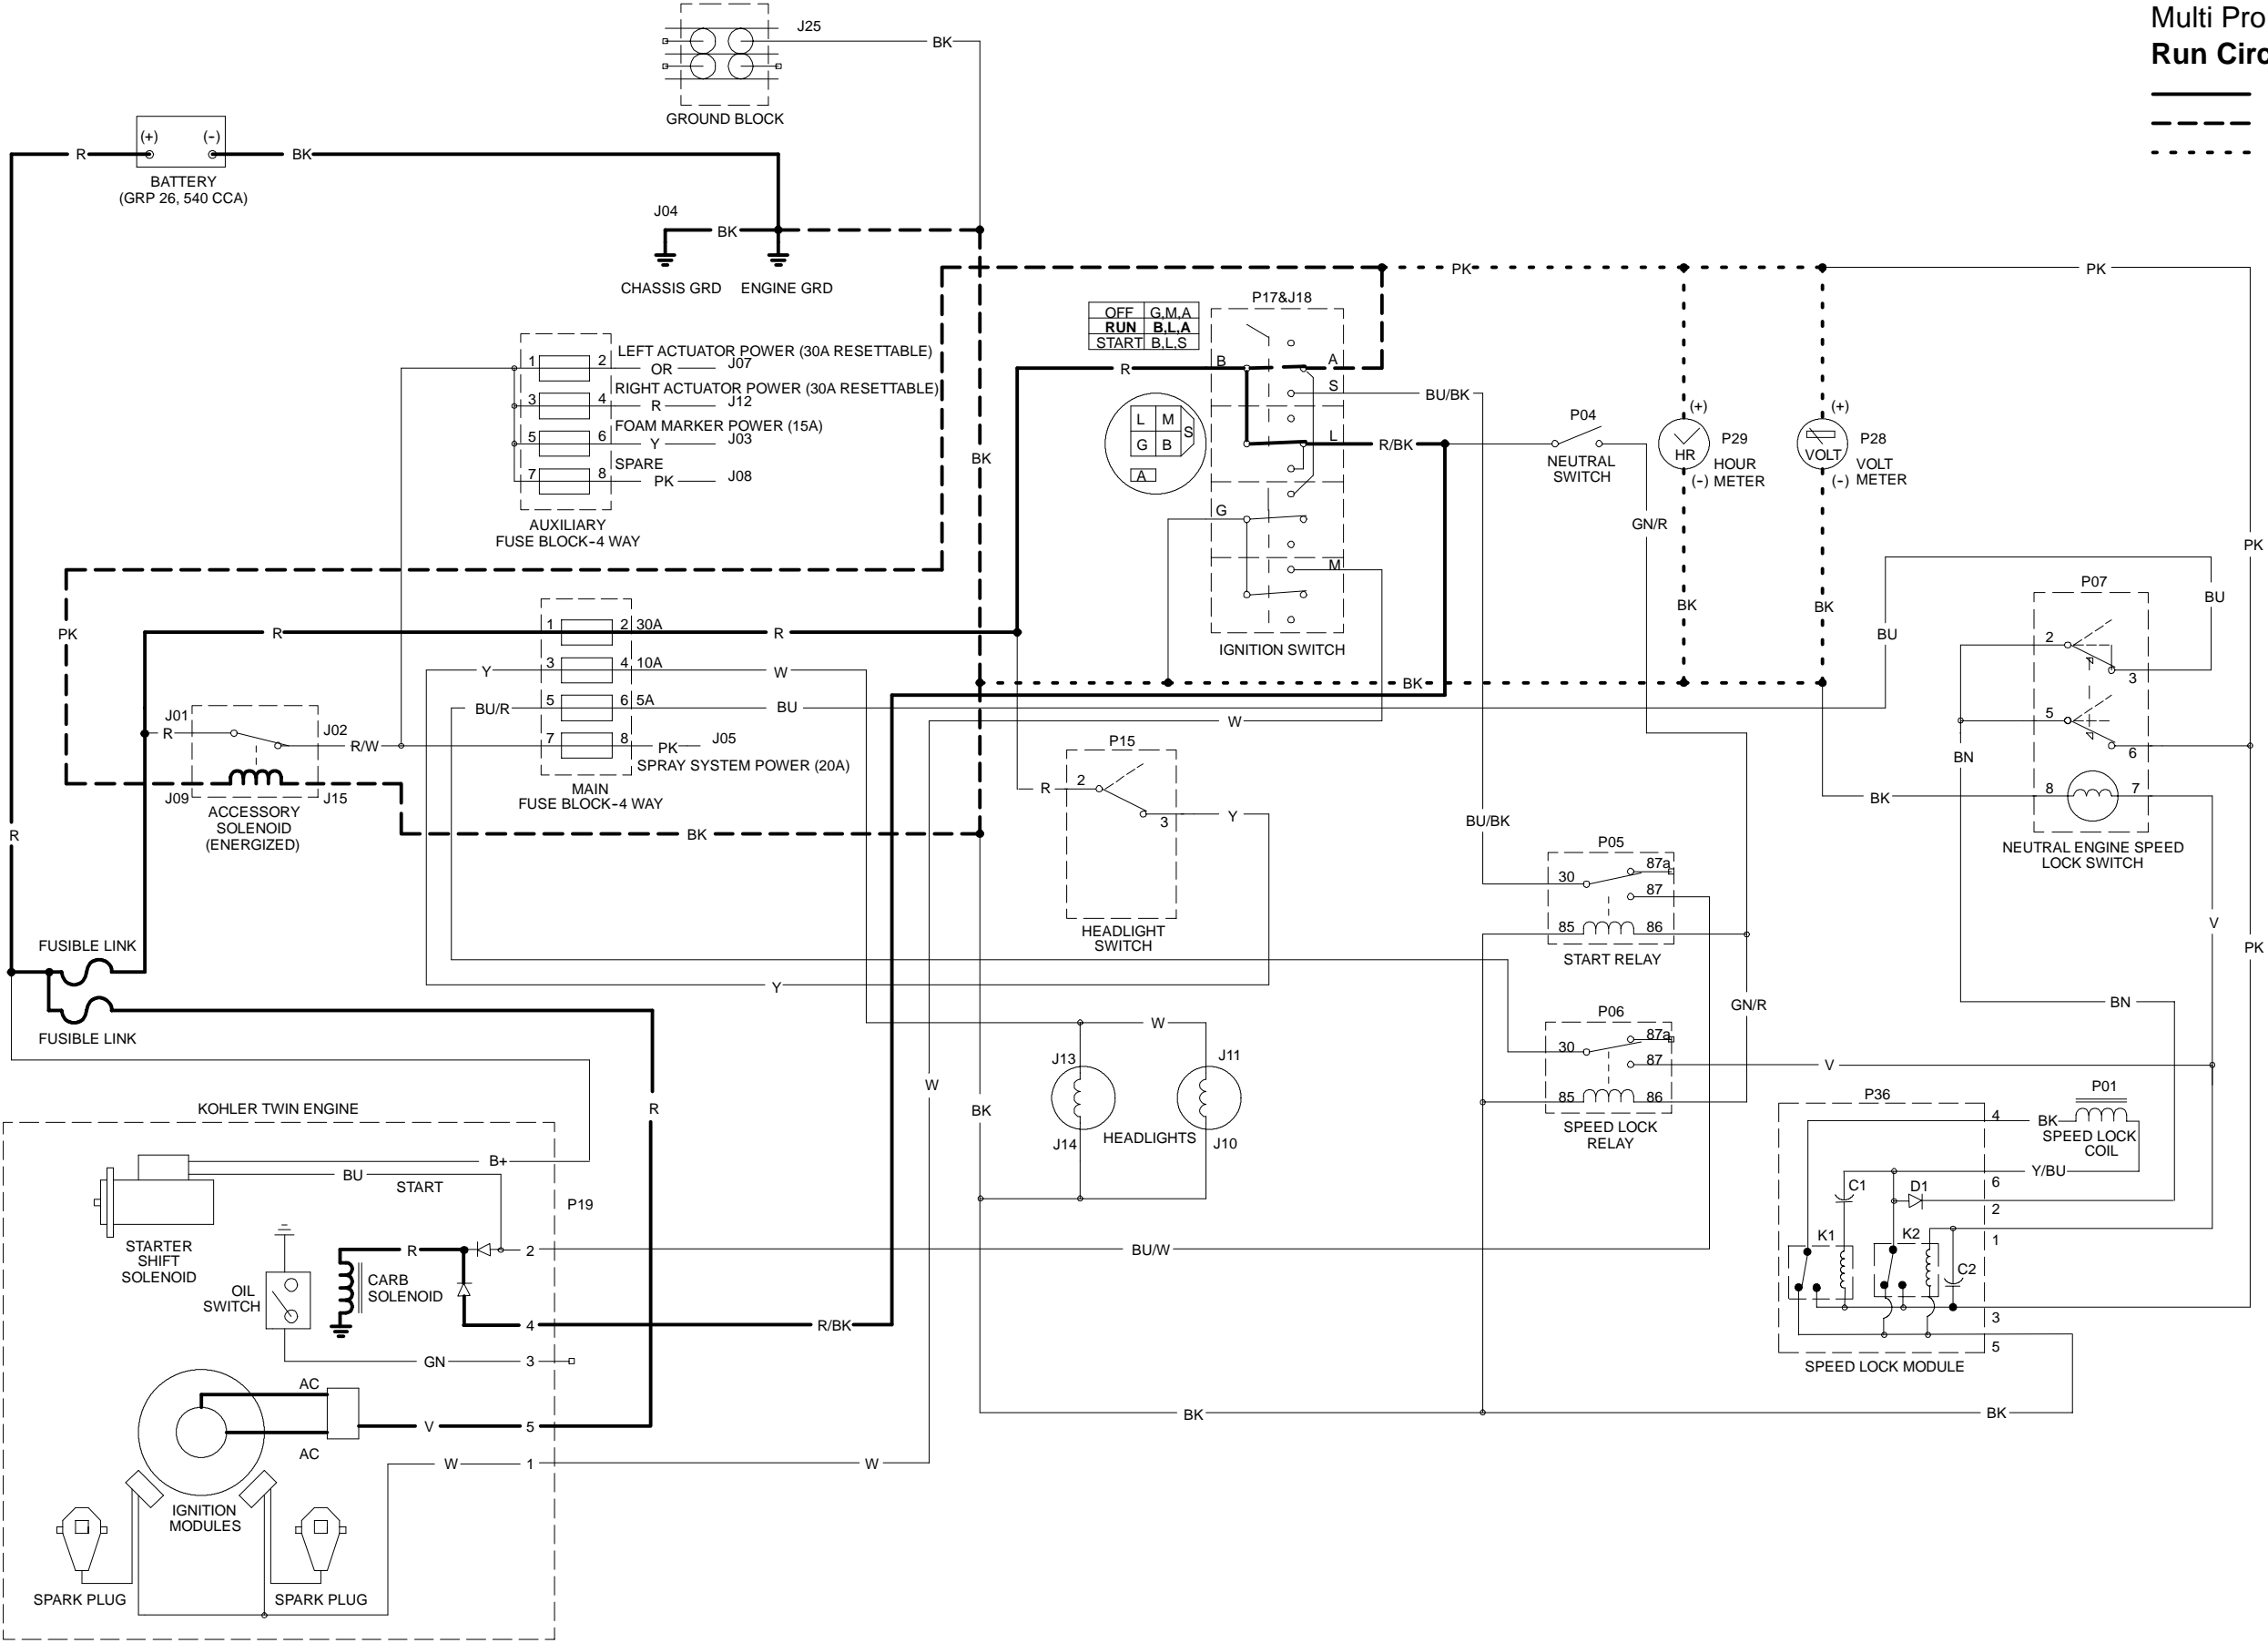 Multi Pro
Run Circ
J25
BK
GROUND BLOCK
(+)
(-)
R
BK
BATTERY
(GRP 26, 540 CCA)
J04
BK
CHASSIS GRD
ENGINE GRD
PK
PK
P17&J18
OFF G,M,A
RUN B,L,A
START B,L,S
B
A
R
S
BU/BK
L M
S
G B
A
L
R/BK
G
M
IGNITION SWITCH
P04
NEUTRAL
SWITCH
GN/R
(+)
HR
P29
HOUR
METER
(-)
BK
(+)
VOLT
P28
VOLT
METER
(-)
BK
PK
1
2
LEFT ACTUATOR POWER (30A RESETTABLE)
OR
J07
RIGHT ACTUATOR POWER (30A RESETTABLE)
3
4
R
J12
FOAM MARKER POWER (15A)
5
6
Y
J03
SPARE
7
8
PK
J08
AUXILIARY
FUSE BLOCK-4 WAY
BK
PK
R
1
2
30A
R
Y
3
4
10A
W
BU/R
5
6
5A
BU
7
8
PK
J05
SPRAY SYSTEM POWER (20A)
MAIN
FUSE BLOCK-4 WAY
J01
R
J02
R/W
J09
J15
ACCESSORY
SOLENOID
(ENERGIZED)
BK
BK
W
P15
R
2
3
Y
HEADLIGHT
SWITCH
BU
P07
BU
2
3
5
6
BN
BK
8
7
NEUTRAL ENGINE SPEED
LOCK SWITCH
BU/BK
P05
30
87a
87
85
86
START RELAY
R
FUSIBLE LINK
FUSIBLE LINK
Y
V
PK
BN
GN/R
P06
30
87a
87
85
86
SPEED LOCK
RELAY
V
W
J13
J11
J14
HEADLIGHTS
J10
W
BK
R
KOHLER TWIN ENGINE
B+
BU
START
P19
STARTER
SHIFT
SOLENOID
R
2
BU/W
OIL
SWITCH
CARB
SOLENOID
4
R/BK
GN
3
AC
V
5
AC
W
1
W
IGNITION
MODULES
SPARK PLUG
SPARK PLUG
P36
4
BK
P01
SPEED LOCK
COIL
Y/BU
6
C1
D1
2
K1
K2
1
C2
3
5
SPEED LOCK MODULE
BK
BK